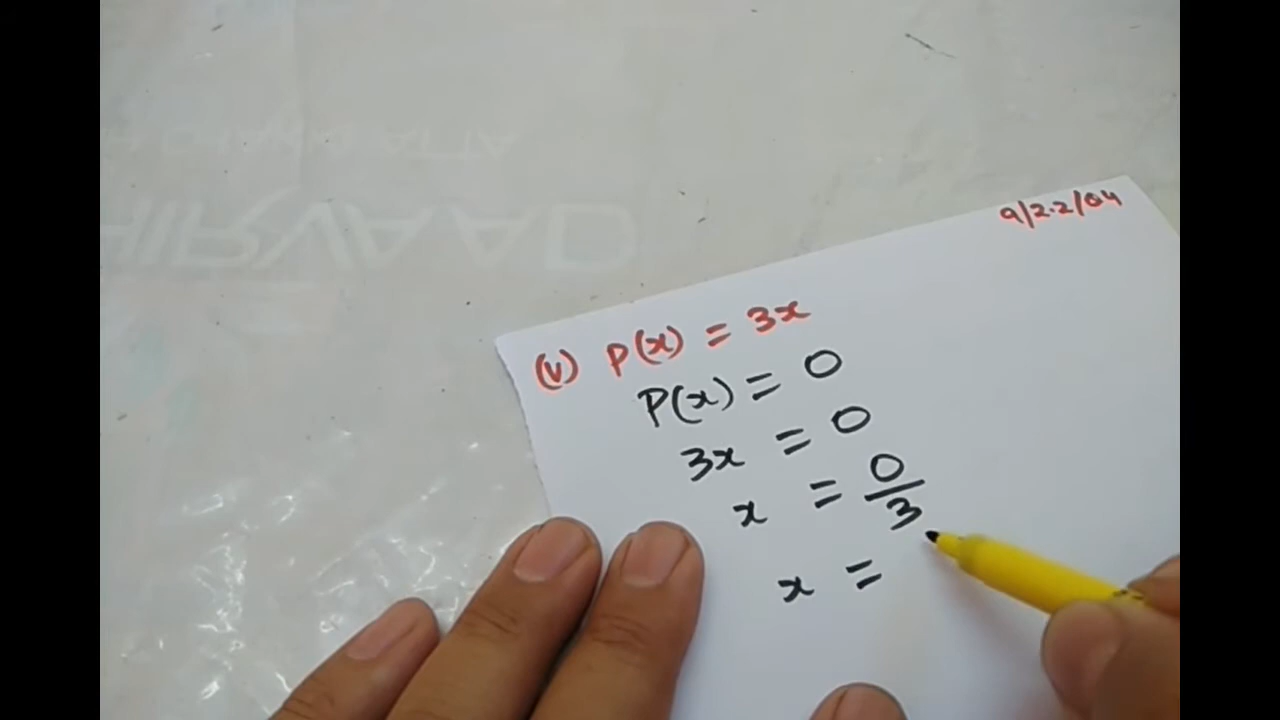 9/2.2/04
(V) P(x) = 3x
P(x) = 0
3x = 0
x = 0/3
x =